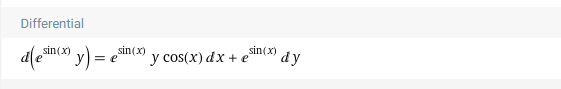 Differential
d(e^sin(x) y) = e^sin(x) y cos(x) dx + e^sin(x) dy